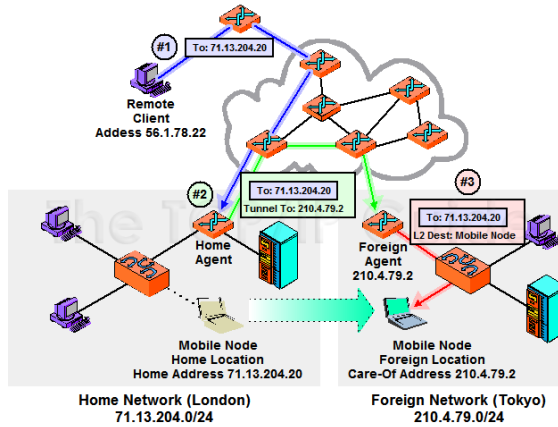 #1
To: 71.13.204.20
Remote
Client
Addess 56.1.78.22
#2
To: 71.13.204.20
Tunnel To: 210.4.79.2
#3
To: 71.13.204.20
L2 Dest: Mobile Node
Home
Agent
Foreign
Agent
210.4.79.2
Mobile Node
Home Location
Home Address 71.13.204.20
Mobile Node
Foreign Location
Care-Of Address 210.4.79.2
Home Network (London)
71.13.204.0/24
Foreign Network (Tokyo)
210.4.79.0/24